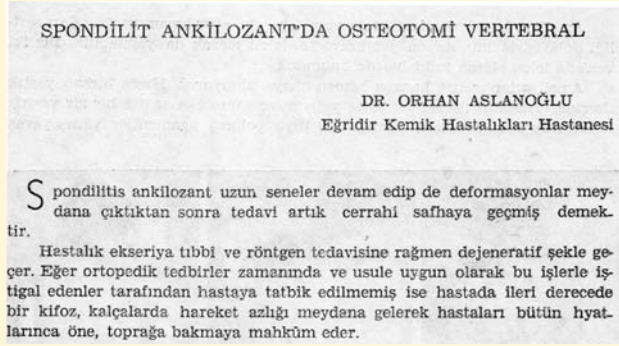 SPONDİLİT ANKİLOZANT'DA OSTEOTOMİ VERTEBRAL
DR. ORHAN ASLANOĞLU
Eğridir Kemik Hastalıkları Hastanesi
Spondilitis ankilozant uzun seneler devam edip de deformasyonlar mey-
dana çıktıktan sonra tedavi artık cerrahi safhaya geçmiş demek-
tir.
Hastalık ekseriya tıbbi ve röntgen tedavisine rağmen dejeneratif şekle ge-
çer. Eğer ortopedik tedbirler zamanında ve usule uygun olarak bu işlerle iş-
tigal edenler tarafından hastaya tatbik edilmemiş ise hastada ileri derecede
bir kifoz, kalçalarda hareket azlığı meydana gelerek hastaları bütün hyat-
larınca öne, toprağa bakmaya mahkûm eder.